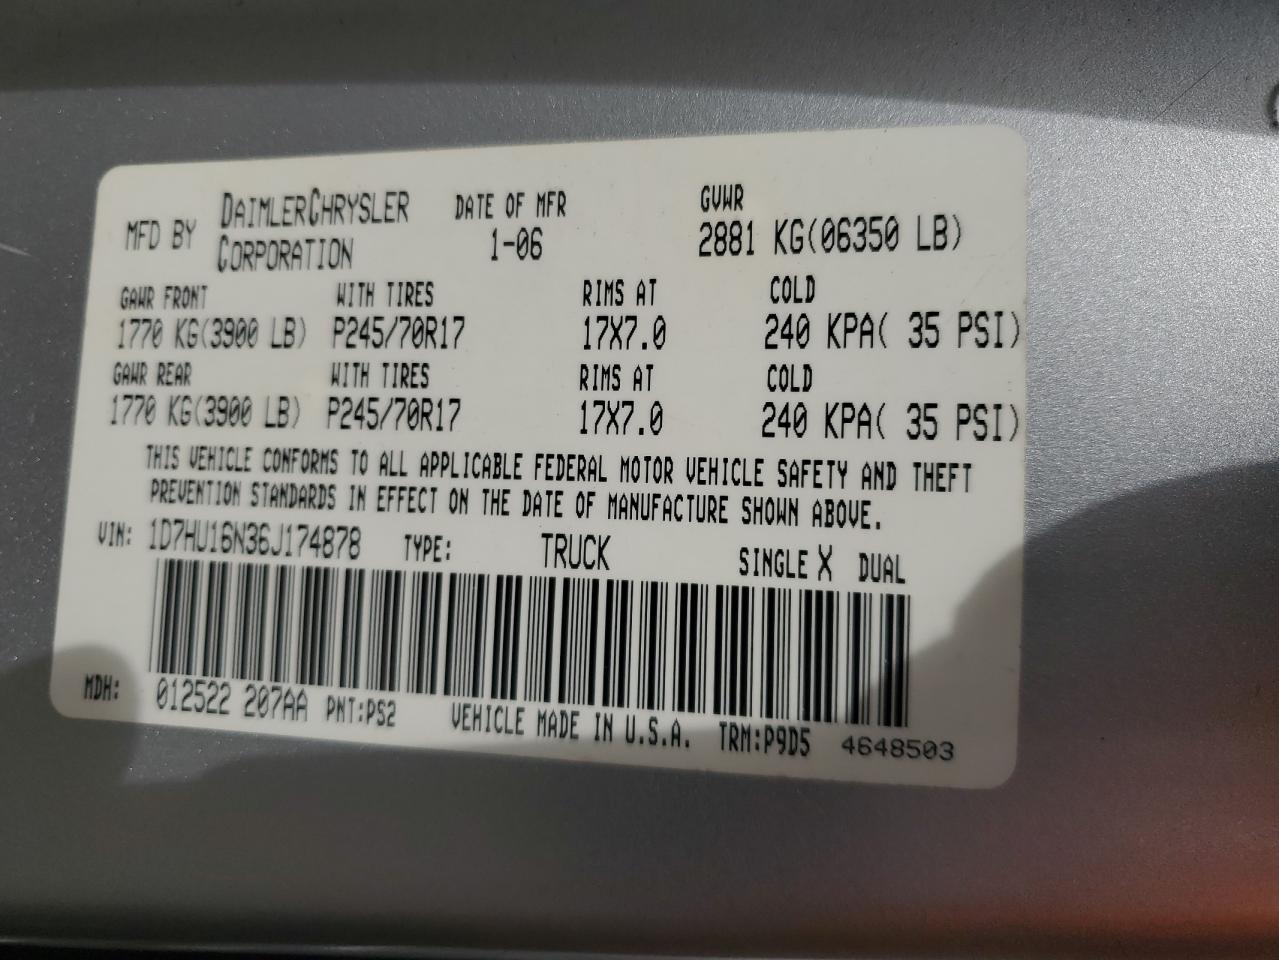 MFD BY DAIMLERCHRYSLER CORPORATION DATE OF MFR 1-06 GVWR 2881 KG(06350 LB)
GAWR FRONT WITH TIRES RIMS AT COLD
1770 KG(3900 LB) P245/70R17 17X7.0 240 KPA( 35 PSI)
GAWR REAR WITH TIRES RIMS AT COLD
1770 KG(3900 LB) P245/70R17 17X7.0 240 KPA( 35 PSI)
THIS VEHICLE CONFORMS TO ALL APPLICABLE FEDERAL MOTOR VEHICLE SAFETY AND THEFT
PREVENTION STANDARDS IN EFFECT ON THE DATE OF MANUFACTURE SHOWN ABOVE.
VIN: 1D7HU16N36J174878 TYPE: TRUCK SINGLE X DUAL
MDH: 012522 207AA PNT:PS2 VEHICLE MADE IN U.S.A. TRM:P9D5 4648503